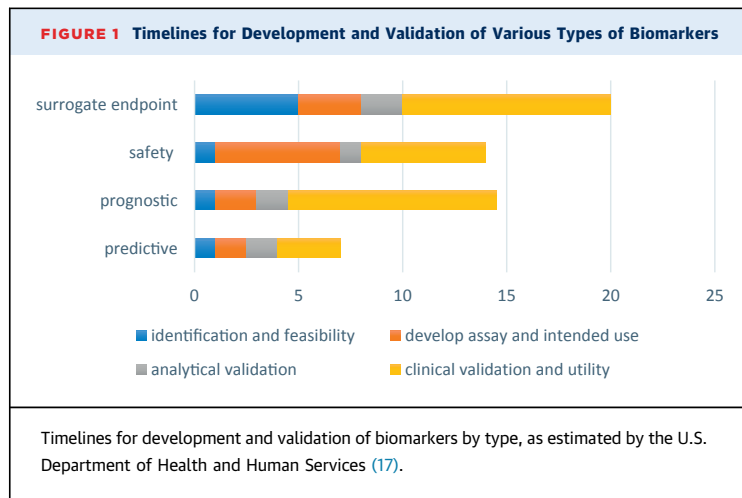 FIGURE 1 Timelines for Development and Validation of Various Types of Biomarkers
surrogate endpoint
safety
prognostic
predictive
0 5 10 15 20 25
identification and feasibility develop assay and intended use
analytical validation clinical validation and utility
Timelines for development and validation of biomarkers by type, as estimated by the U.S.
Department of Health and Human Services (17).